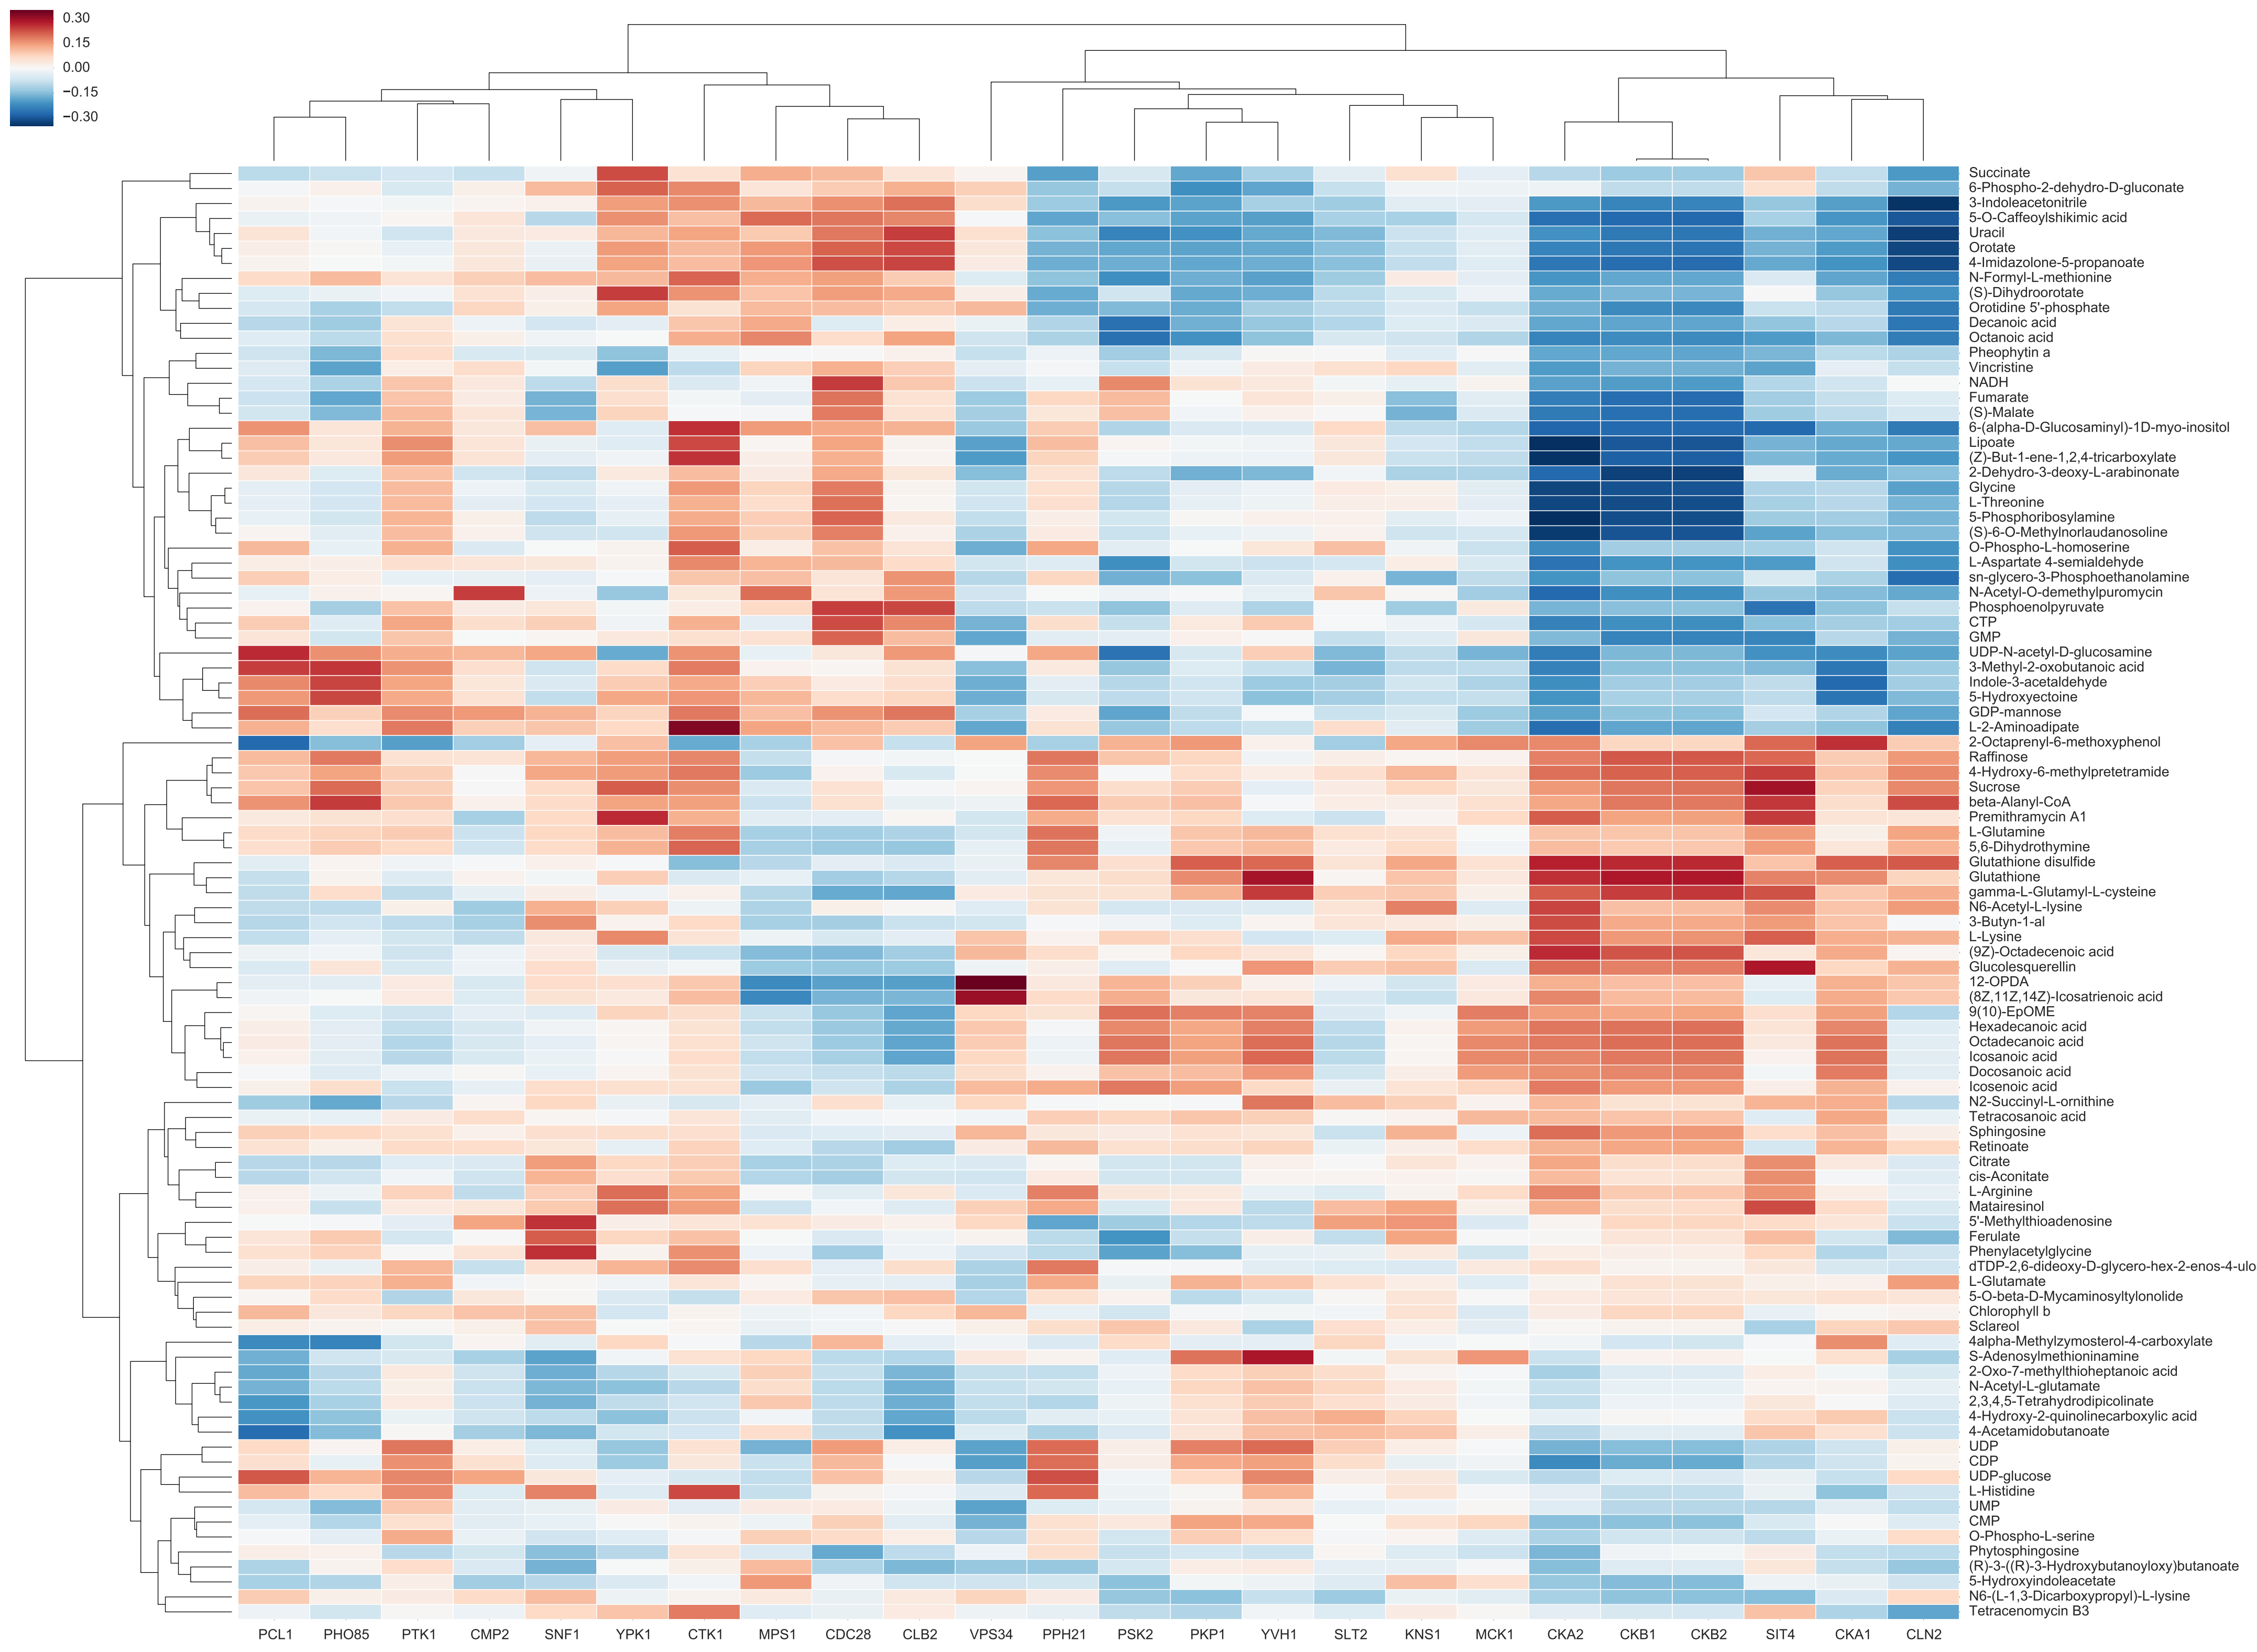 0.30
0.15
0.00
−0.15
−0.30
Succinate
6-Phospho-2-dehydro-D-gluconate
3-Indoleacetonitrile
5-O-Caffeoylshikimic acid
Uracil
Orotate
4-Imidazolone-5-propanoate
N-Formyl-L-methionine
(S)-Dihydroorotate
Orotidine 5'-phosphate
Decanoic acid
Octanoic acid
Pheophytin a
Vincristine
NADH
Fumarate
(S)-Malate
6-(alpha-D-Glucosaminyl)-1D-myo-inositol
Lipoate
(Z)-But-1-ene-1,2,4-tricarboxylate
2-Dehydro-3-deoxy-L-arabinonate
Glycine
L-Threonine
5-Phosphoribosylamine
(S)-6-O-Methylnorlaudanosoline
O-Phospho-L-homoserine
L-Aspartate 4-semialdehyde
sn-glycero-3-Phosphoethanolamine
N-Acetyl-O-demethylpuromycin
Phosphoenolpyruvate
CTP
GMP
UDP-N-acetyl-D-glucosamine
3-Methyl-2-oxobutanoic acid
Indole-3-acetaldehyde
5-Hydroxyectoine
GDP-mannose
L-2-Aminoadipate
2-Octaprenyl-6-methoxyphenol
Raffinose
4-Hydroxy-6-methylpretetramide
Sucrose
beta-Alanyl-CoA
Premithramycin A1
L-Glutamine
5,6-Dihydrothymine
Glutathione disulfide
Glutathione
gamma-L-Glutamyl-L-cysteine
N6-Acetyl-L-lysine
3-Butyn-1-al
L-Lysine
(9Z)-Octadecenoic acid
Glucolesquerellin
12-OPDA
(8Z,11Z,14Z)-Icosatrienoic acid
9(10)-EpOME
Hexadecanoic acid
Octadecanoic acid
Icosanoic acid
Docosanoic acid
Icosenoic acid
N2-Succinyl-L-ornithine
Tetracosanoic acid
Sphingosine
Retinoate
Citrate
cis-Aconitate
L-Arginine
Matairesinol
5'-Methylthioadenosine
Ferulate
Phenylacetylglycine
dTDP-2,6-dideoxy-D-glycero-hex-2-enos-4-ulo
L-Glutamate
5-O-beta-D-Mycaminosyltylonolide
Chlorophyll b
Sclareol
4alpha-Methylzymosterol-4-carboxylate
S-Adenosylmethioninamine
2-Oxo-7-methylthioheptanoic acid
N-Acetyl-L-glutamate
2,3,4,5-Tetrahydrodipicolinate
4-Hydroxy-2-quinolinecarboxylic acid
4-Acetamidobutanoate
UDP
CDP
UDP-glucose
L-Histidine
UMP
CMP
O-Phospho-L-serine
Phytosphingosine
(R)-3-((R)-3-Hydroxybutanoyloxy)butanoate
5-Hydroxyindoleacetate
N6-(L-1,3-Dicarboxypropyl)-L-lysine
Tetracenomycin B3
PCL1 PHO85 PTK1 CMP2 SNF1 YPK1 CTK1 MPS1 CDC28 CLB2 VPS34 PPH21 PSK2 PKP1 YVH1 SLT2 KNS1 MCK1 CKA2 CKB1 CKB2 SIT4 CKA1 CLN2